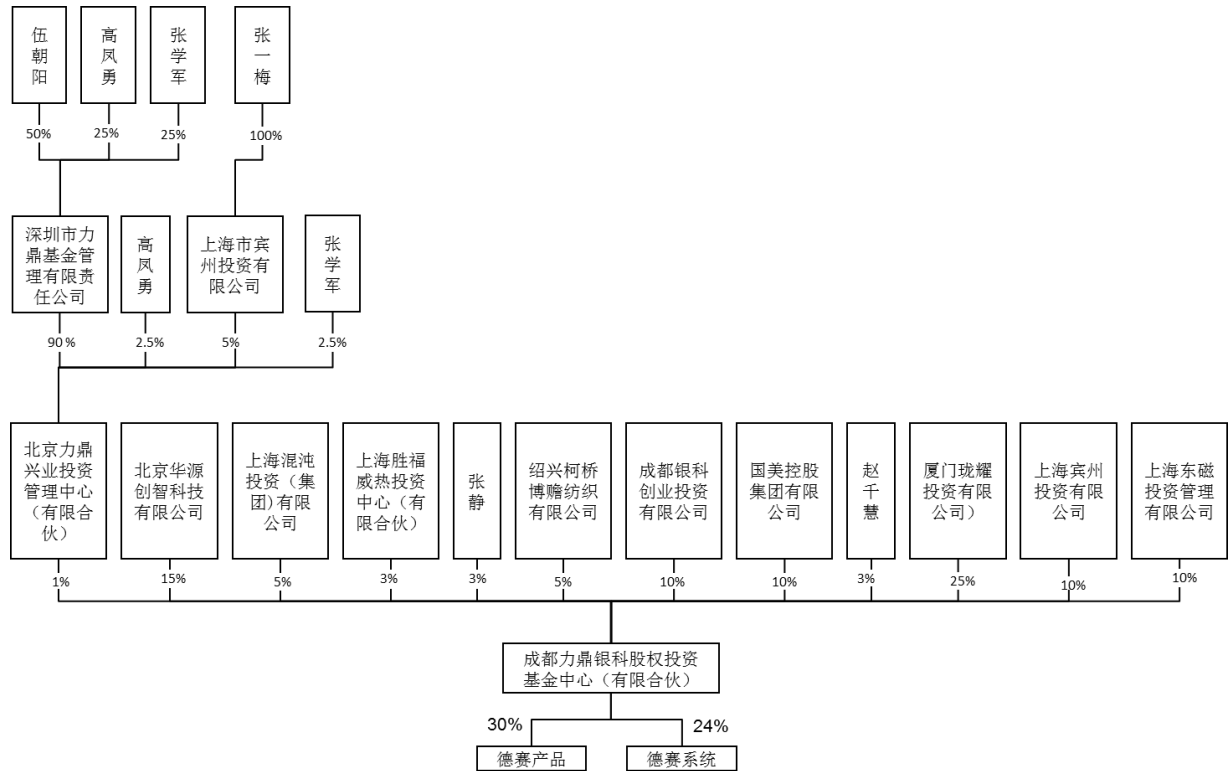 伍朝阳
高凤勇
张学军
张一梅
50%
25%
25%
100%
深圳市力
鼎基金管
理有限责
任公司
高凤勇
上海市宾
州投资有
限公司
张学军
90%
2.5%
5%
2.5%
北京力鼎
兴业投资
管理中心
（有限合
伙）
北京华源
创智科技
有限公司
上海混沌
投资（集
团)有限公
司
上海胜福
威热投资
中心（有
限合伙）
张静
绍兴柯桥
博赡纺织
有限公司
成都银科
创业投资
有限公司
国美控股
集团有限
公司
赵千慧
厦门珑耀
投资有限
公司）
上海宾州
投资有限
公司
上海东磁
投资管理
有限公司
1%
15%
5%
3%
3%
5%
10%
10%
3%
25%
10%
10%
成都力鼎银科股权投资
基金中心（有限合伙）
30%
24%
德赛产品
德赛系统